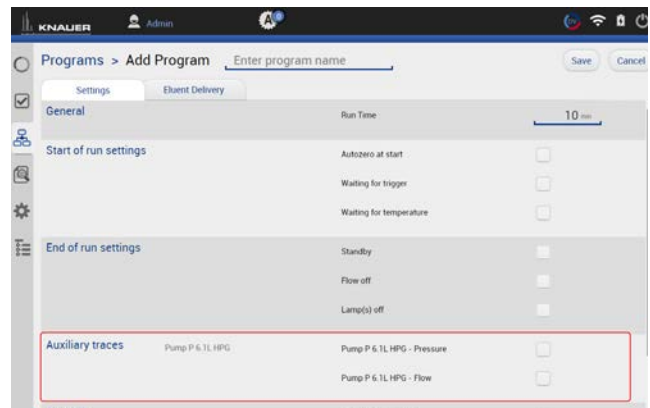 KNAUER Admin
Programs > Add Program Enter program name Save Cancel
Settings Eluent Delivery
General Run Time 10 min
Start of run settings Autozero at start
Waiting for trigger
Waiting for temperature
End of run settings Standby
Flow off
Lamp(s) off
Auxiliary traces Pump P 6.1L HPG Pump P 6.1L HPG - Pressure
Pump P 6.1L HPG - Flow